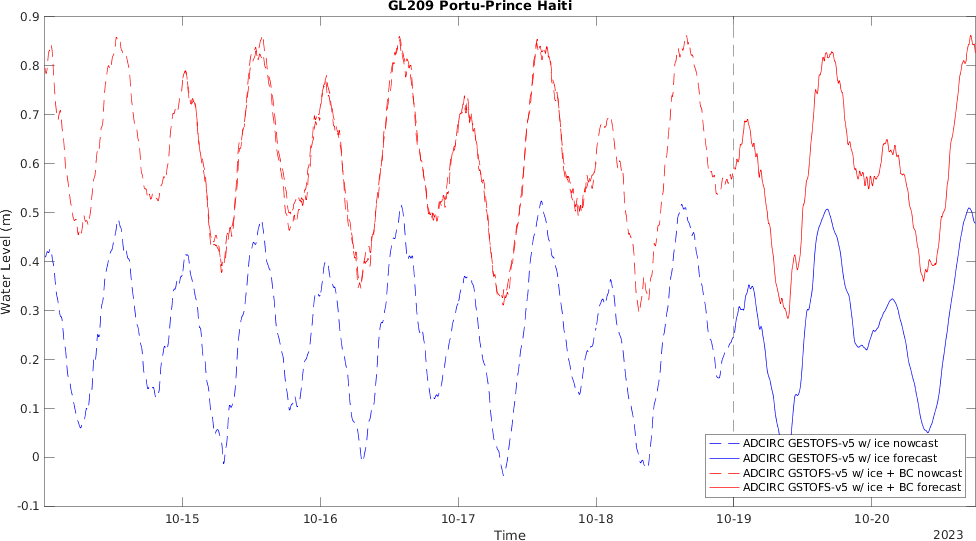 GL209 Portu-Prince Haiti
0.9
0.8
0.7
0.6
0.5
0.4
0.3
0.2
0.1
0
-0.1
Water Level (m)
ADCIRC GESTOFS-v5 w/ ice nowcast
ADCIRC GESTOFS-v5 w/ ice forecast
ADCIRC GSTOFS-v5 w/ ice + BC nowcast
ADCIRC GSTOFS-v5 w/ ice + BC forecast
10-15 10-16 10-17 10-18 10-19 10-20
Time
2023